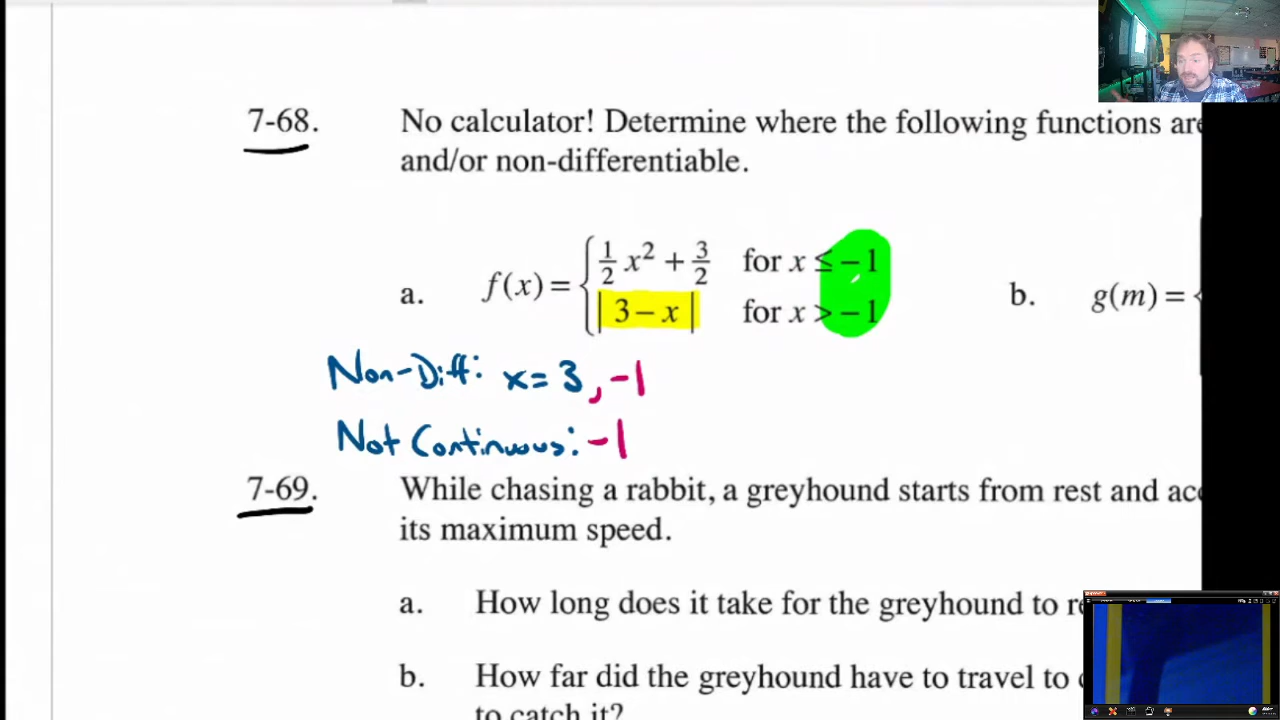 7-68. No calculator! Determine where the following functions are
and/or non-differentiable.
a. f(x) = { 1/2 x² + 3/2 for x ≤ −1
| 3 − x | for x > −1
b. g(m) =
Non-Diff: x = 3, -1
Not Continuous: -1
7-69. While chasing a rabbit, a greyhound starts from rest and acc
its maximum speed.
a. How long does it take for the greyhound to r
b. How far did the greyhound have to travel to
to catch it?